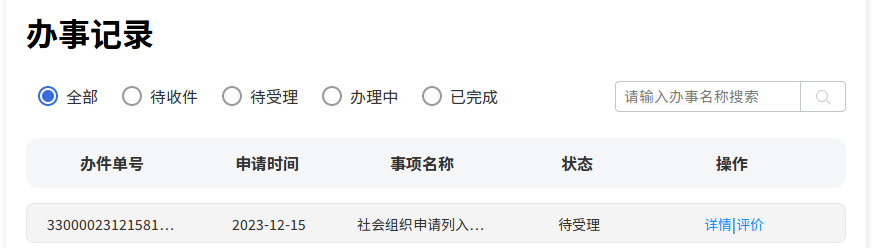 办事记录
全部 待收件 待受理 办理中 已完成 请输入办事名称搜索
办件单号 申请时间 事项名称 状态 操作
33000023121581... 2023-12-15 社会组织申请列入... 待受理 详情|评价